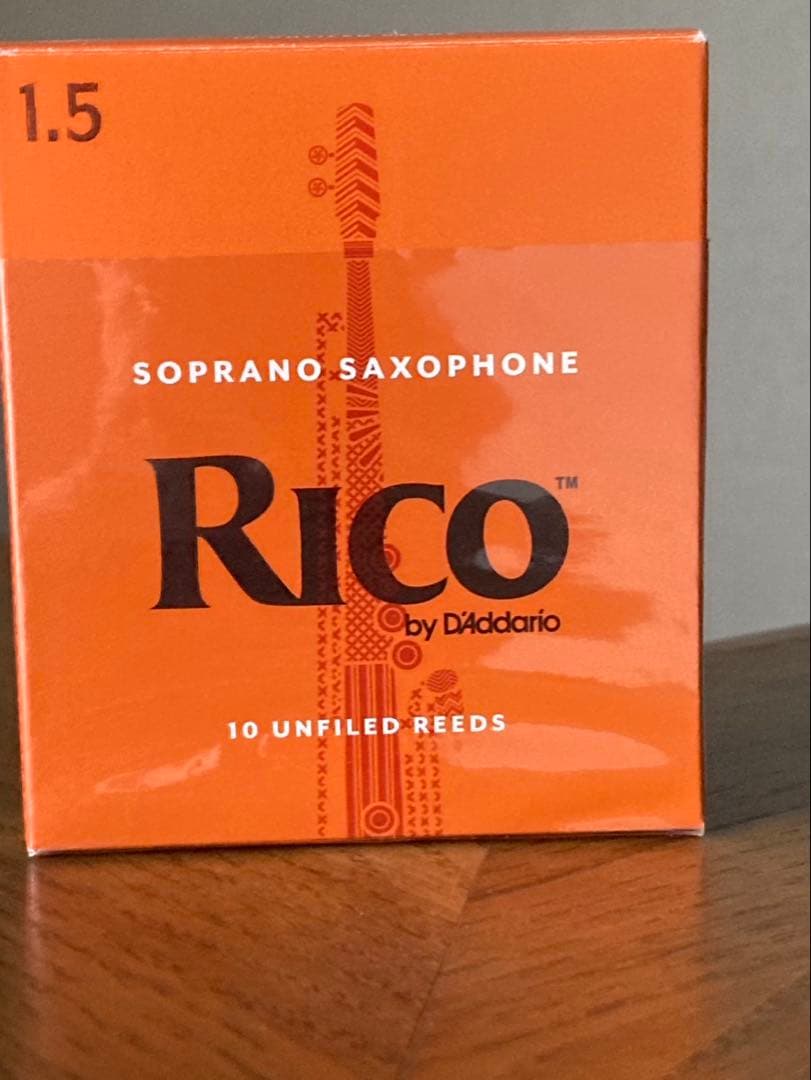 1.5
SOPRANO SAXOPHONE
RICO™
by D'Addario
10 UNFILED REEDS